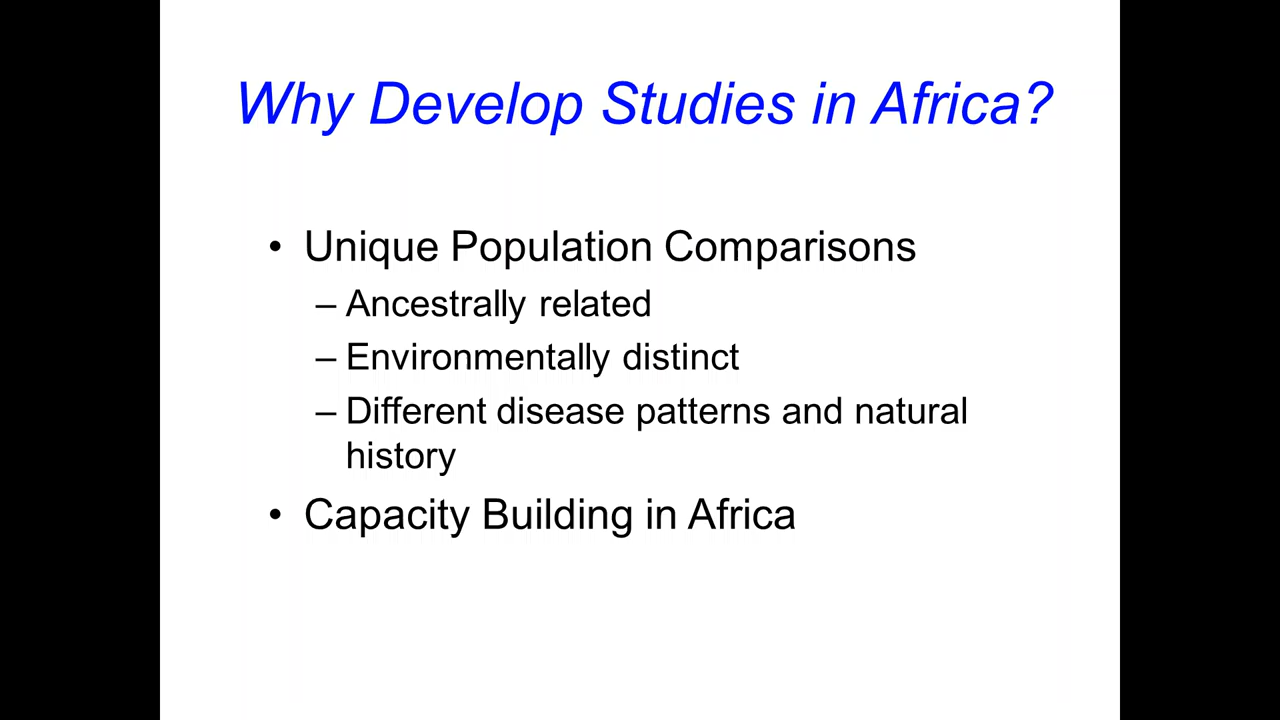 Why Develop Studies in Africa?
• Unique Population Comparisons
– Ancestrally related
– Environmentally distinct
– Different disease patterns and natural
history
• Capacity Building in Africa